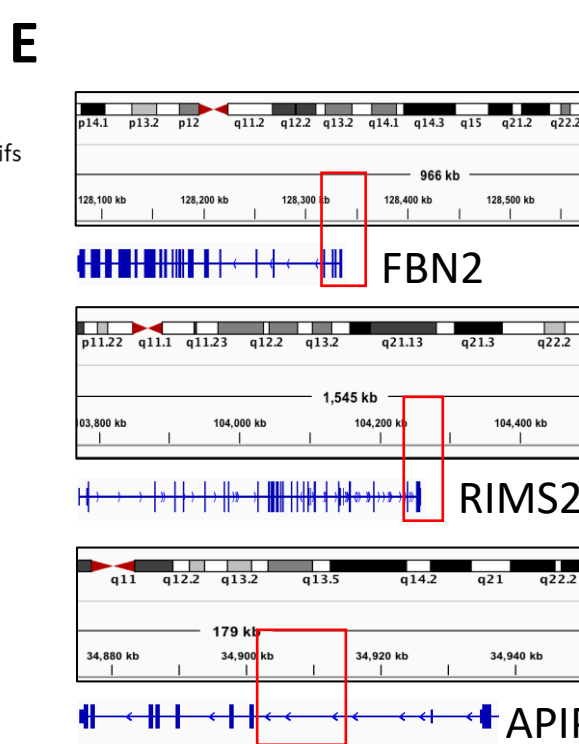 E
ifs
p14.1 p13.2 p12 q11.2 q12.2 q13.2 q14.1 q14.3 q15 q21.2 q22.2
966 kb
128,100 kb 128,200 kb 128,300 kb 128,400 kb 128,500 kb
FBN2
p11.22 q11.1 q11.23 q12.2 q13.2 q21.13 q21.3 q22.2
1,545 kb
03,800 kb 104,000 kb 104,200 kb 104,400 kb
RIMS2
q11 q12.2 q13.2 q13.5 q14.2 q21 q22.2
179 kb
34,880 kb 34,900 kb 34,920 kb 34,940 kb
APIP